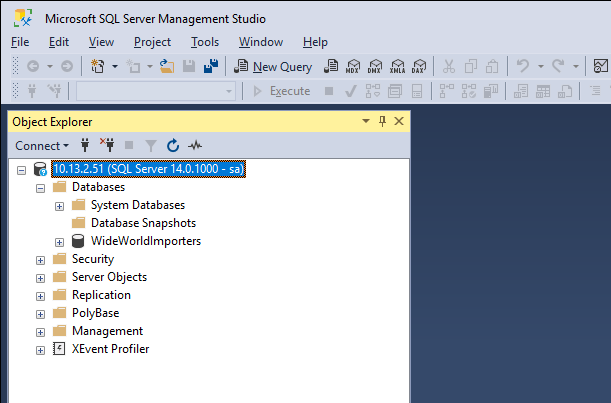 Microsoft SQL Server Management Studio
File Edit View Project Tools Window Help
New Query MDX DMX XMLA DAX
Execute
Object Explorer
Connect
10.13.2.51 (SQL Server 14.0.1000 - sa)
Databases
System Databases
Database Snapshots
WideWorldImporters
Security
Server Objects
Replication
PolyBase
Management
XEvent Profiler